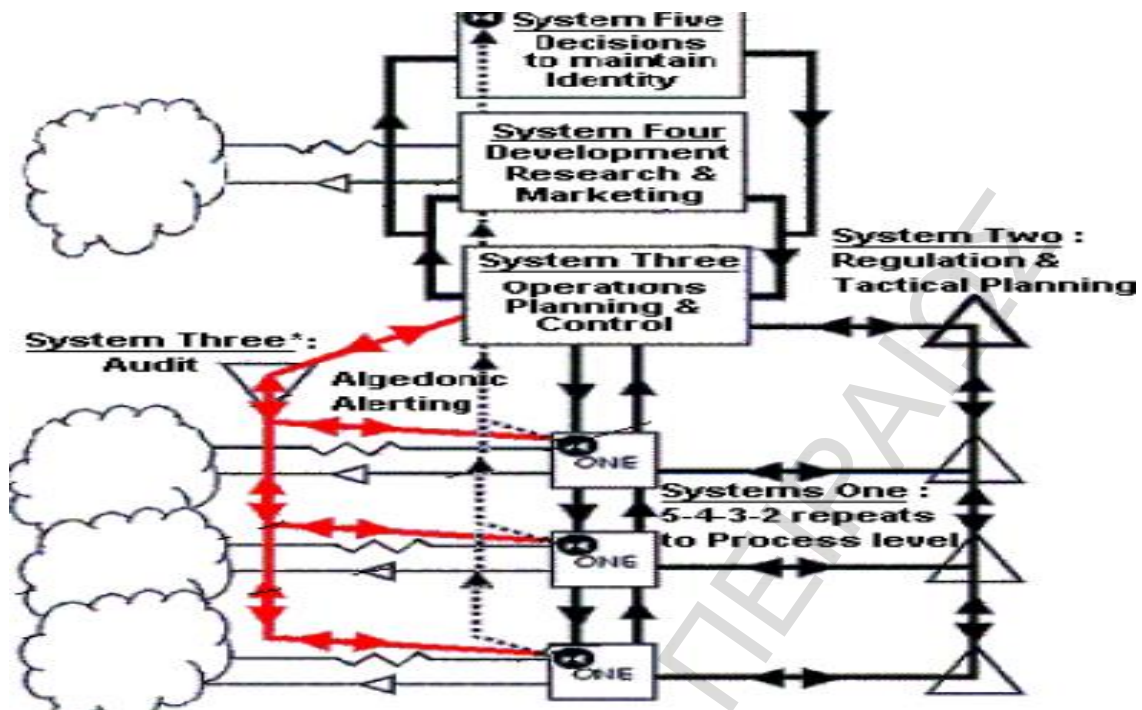 System Five
Decisions
to maintain
Identity
System Four
Development
Research &
Marketing
System Two :
Regulation &
Tactical Planning
System Three
Operations
Planning &
Control
System Three*:
Audit
Algedonic
Alerting
ONE
Systems One :
5-4-3-2 repeats
to Process level
ONE
ONE
ΠΕΙΡΑΙΩΣ